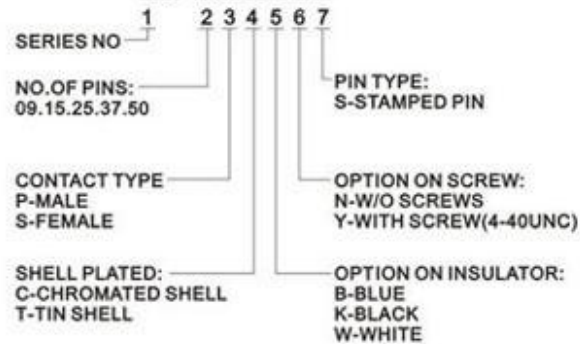 1 2 3 4 5 6 7
SERIES NO
NO.OF PINS:
09.15.25.37.50
PIN TYPE:
S-STAMPED PIN
CONTACT TYPE
P-MALE
S-FEMALE
OPTION ON SCREW:
N-W/O SCREWS
Y-WITH SCREW(4-40UNC)
SHELL PLATED:
C-CHROMATED SHELL
T-TIN SHELL
OPTION ON INSULATOR:
B-BLUE
K-BLACK
W-WHITE